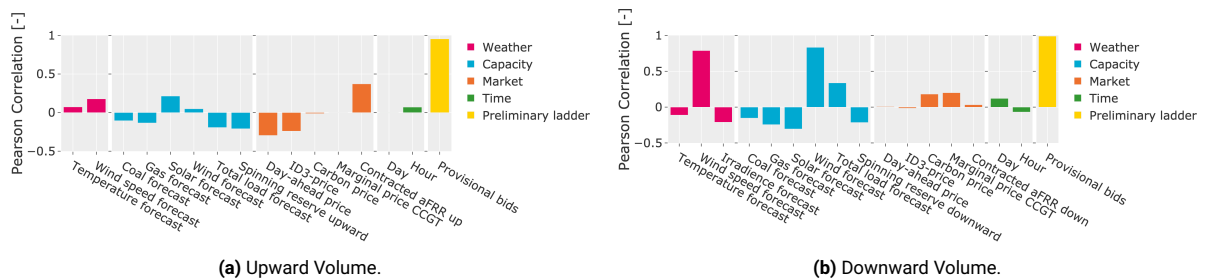 Pearson Correlation [-]
1
0.5
0
−0.5
Temperature forecast
Wind speed forecast
Coal forecast
Gas forecast
Solar forecast
Wind forecast
Total load forecast
Spinning reserve upward
Day-ahead price
ID3-price
Carbon price
Marginal price CCGT
Contracted aFRR up
Day
Hour
Provisional bids
Weather
Capacity
Market
Time
Preliminary ladder
(a) Upward Volume.
Pearson Correlation [-]
1
0.5
0
−0.5
Temperature forecast
Wind speed forecast
Irradience forecast
Coal forecast
Gas forecast
Solar forecast
Wind forecast
Total load forecast
Spinning reserve downward
Day-ahead price
ID3-price
Carbon price
Marginal price CCGT
Contracted aFRR down
Day
Hour
Provisional bids
Weather
Capacity
Market
Time
Preliminary ladder
(b) Downward Volume.